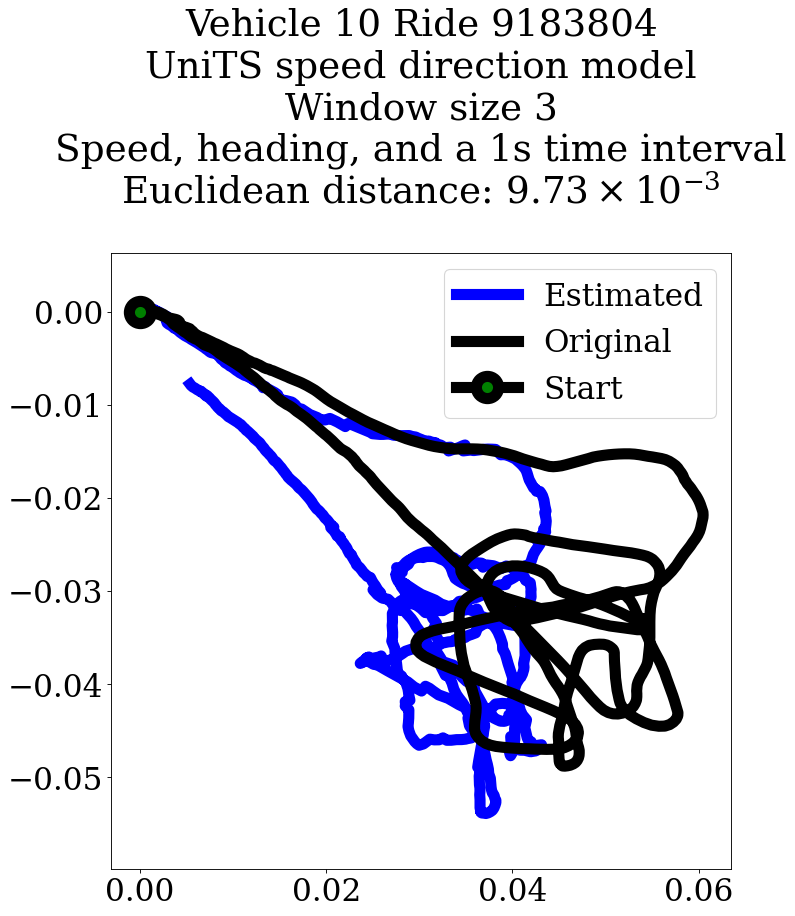 Vehicle 10 Ride 9183804
UniTS speed direction model
Window size 3
Speed, heading, and a 1s time interval
Euclidean distance: 9.73 × 10⁻³
Estimated
Original
Start
0.00
−0.01
−0.02
−0.03
−0.04
−0.05
0.00 0.02 0.04 0.06